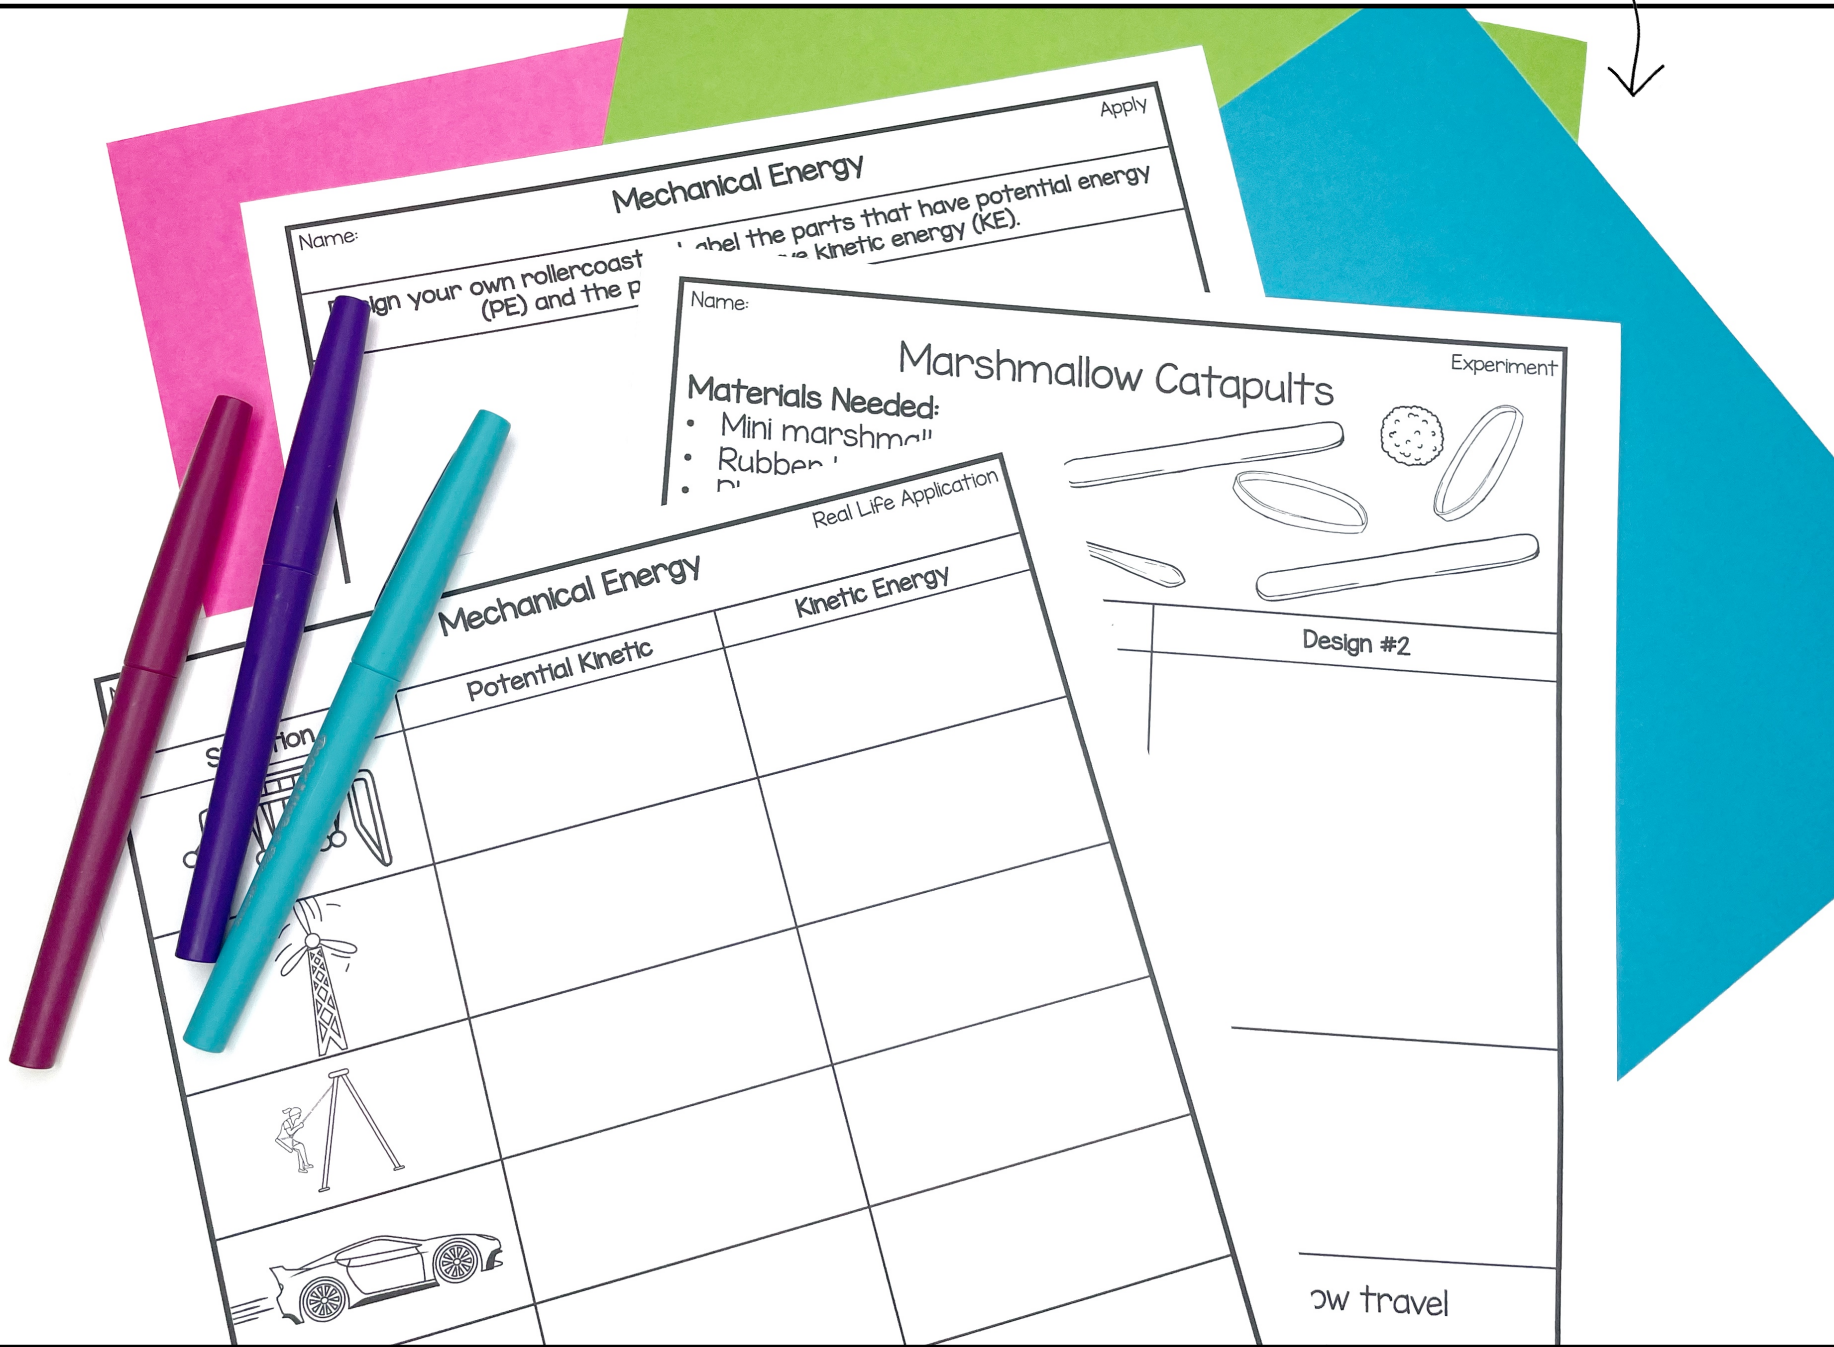 Apply
Mechanical Energy
Name:
your own rollercoast
abel the parts that have potential energy
(PE) and the p
kinetic energy (KE).
Name:
Experiment
Marshmallow Catapults
Materials Needed:
• Mini marshmall
• Rubber
•
Design #2
ow travel
Real Life Application
Mechanical Energy
Potential Kinetic
Kinetic Energy